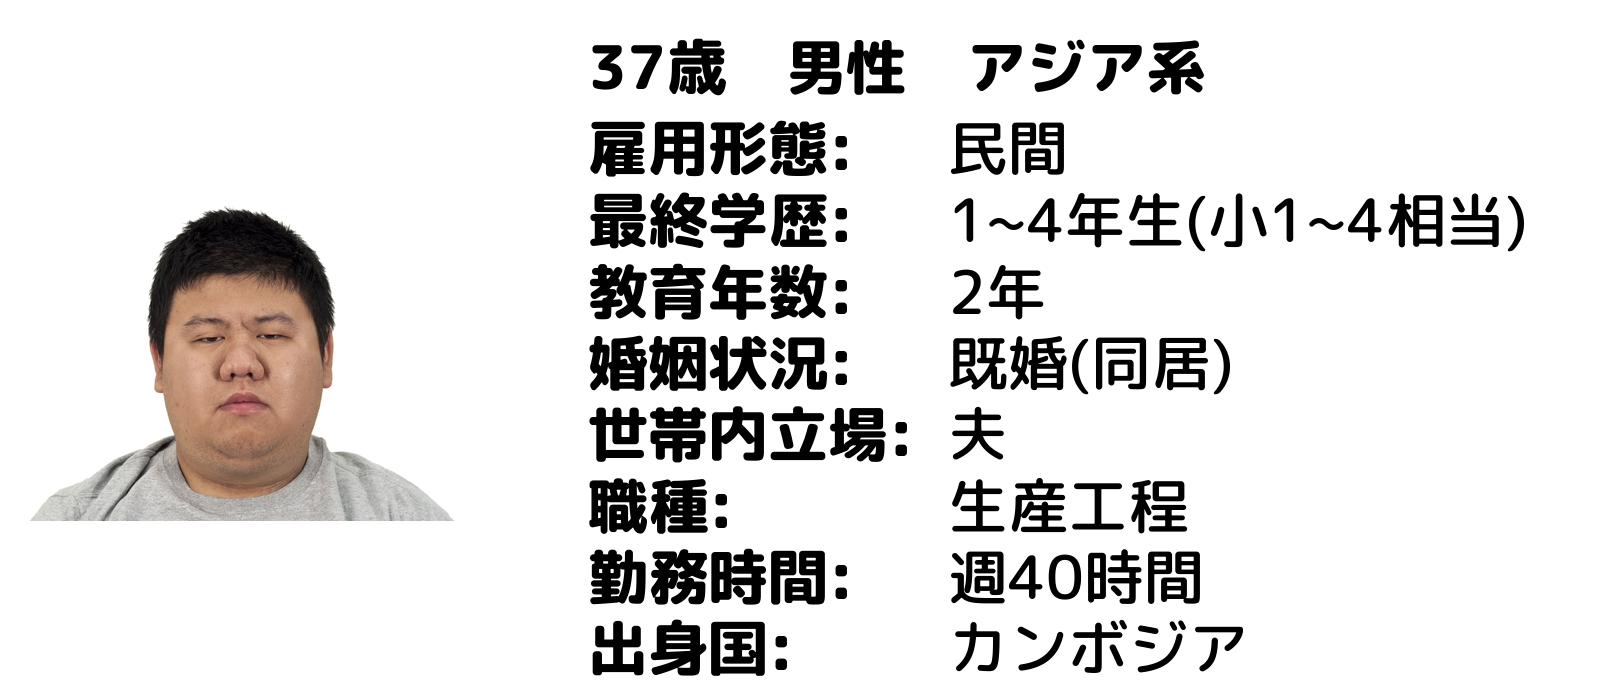 37歳　男性　アジア系
雇用形態:　民間
最終学歴:　1~4年生(小1~4相当)
教育年数:　2年
婚姻状況:　既婚(同居)
世帯内立場:　夫
職種:　生産工程
勤務時間:　週40時間
出身国:　カンボジア